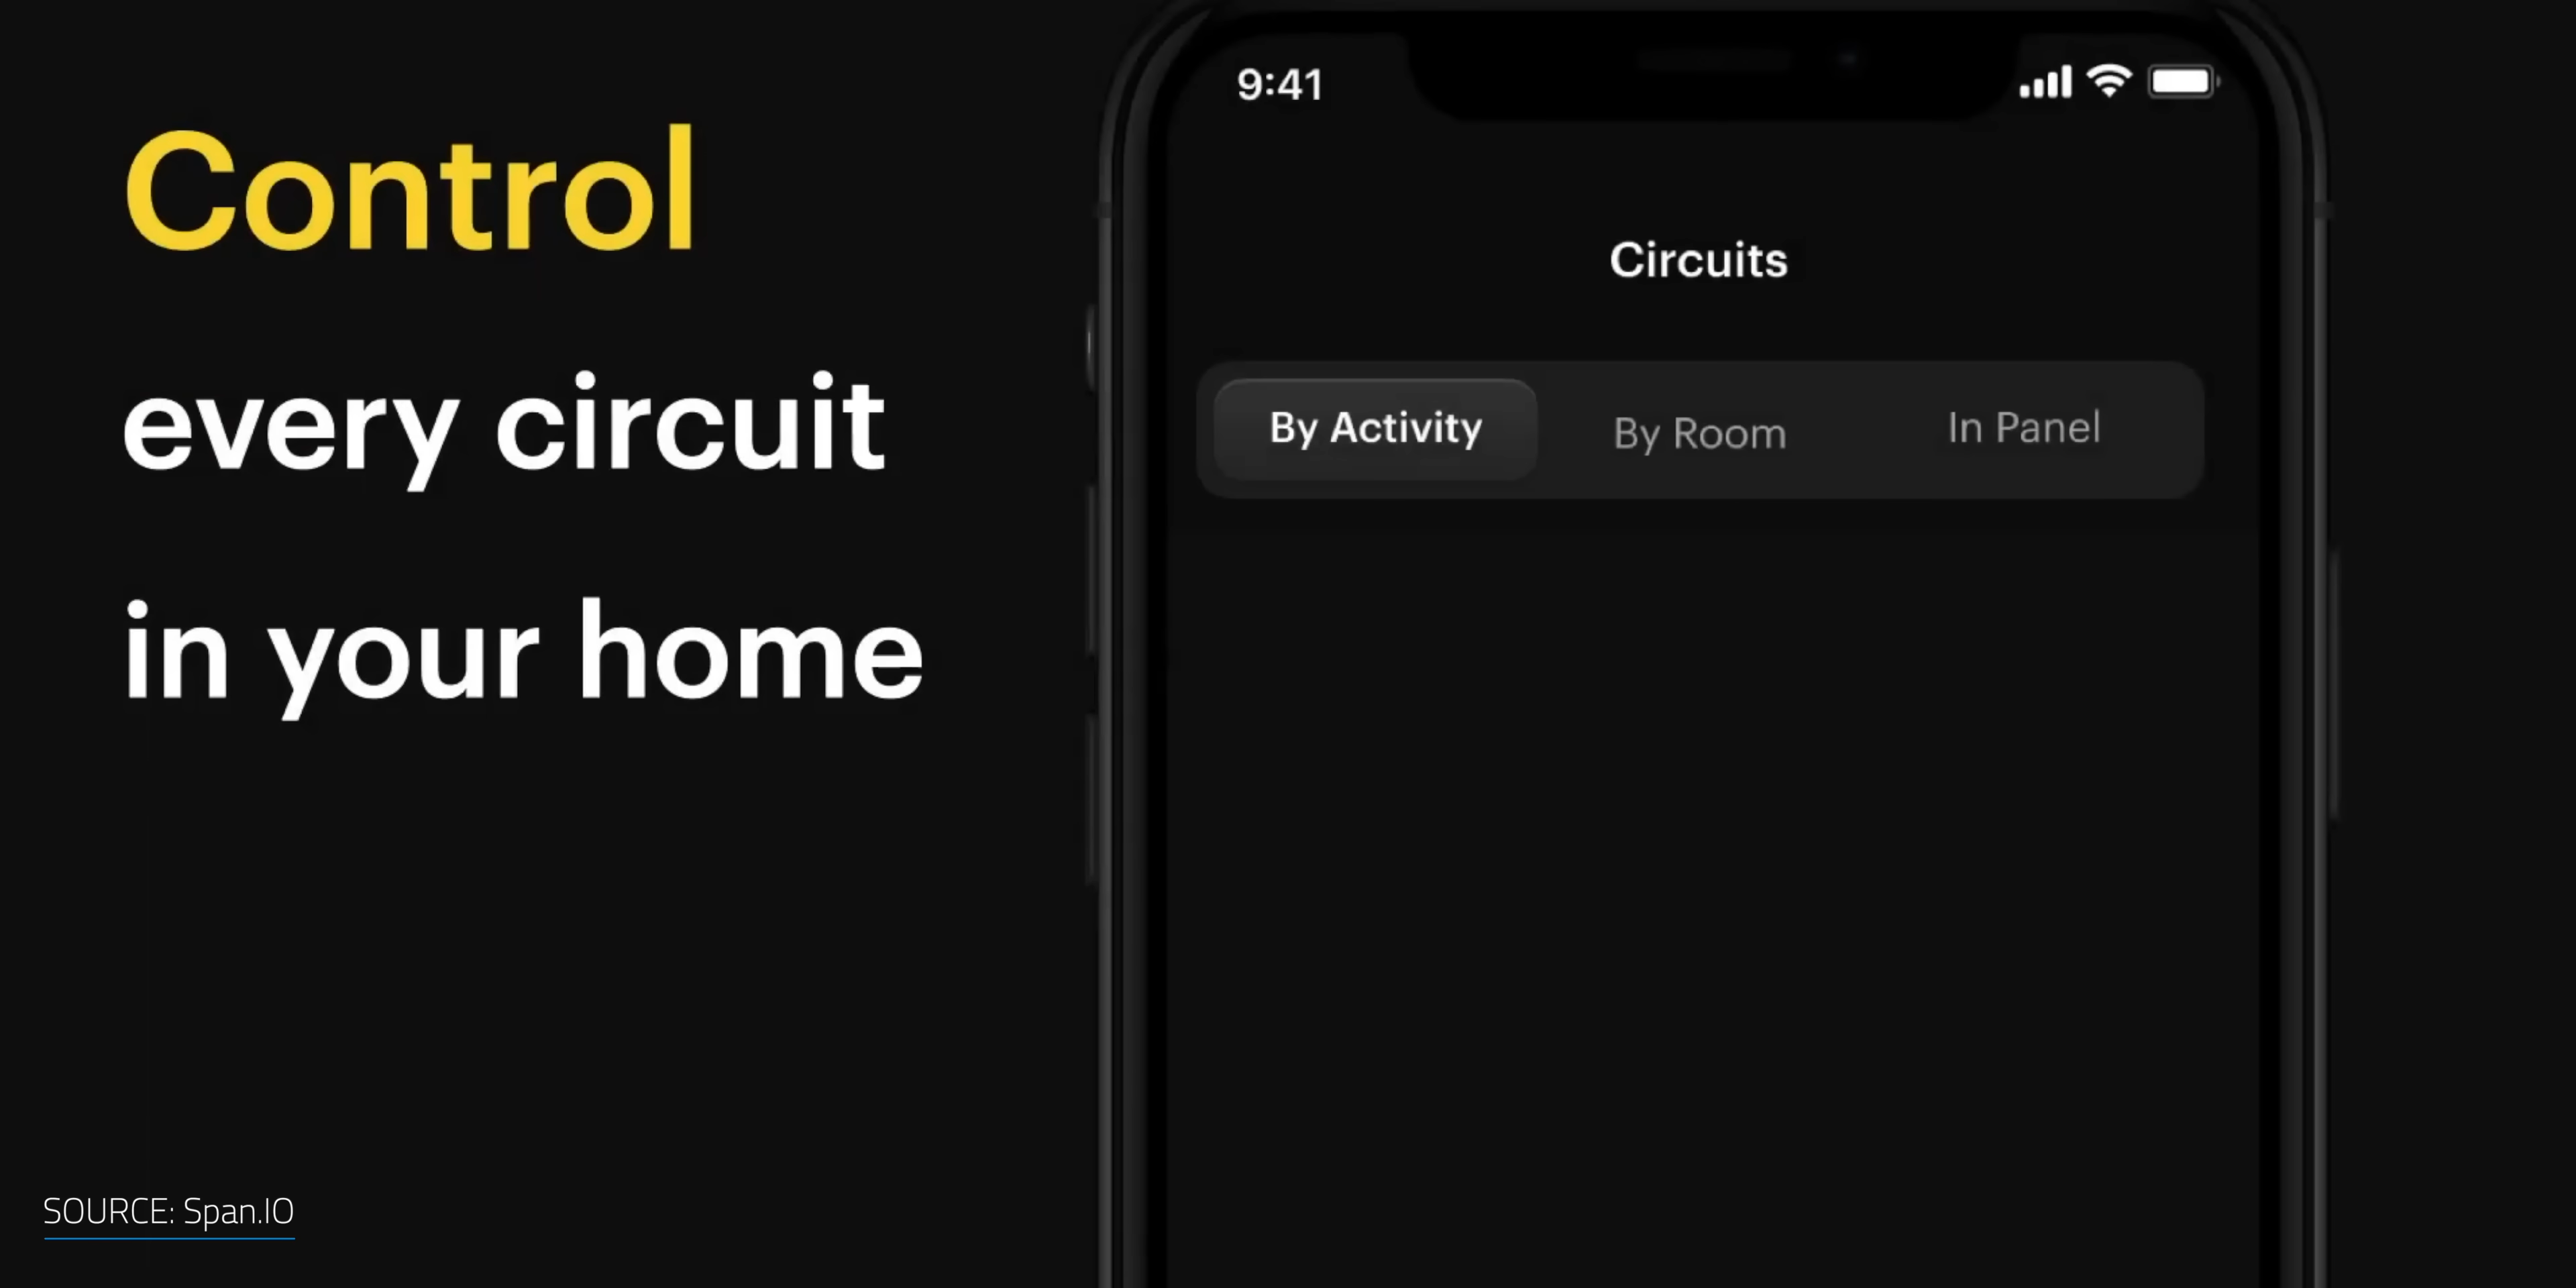 Control
every circuit
in your home
9:41
Circuits
By Activity
By Room
In Panel
SOURCE: Span.IO